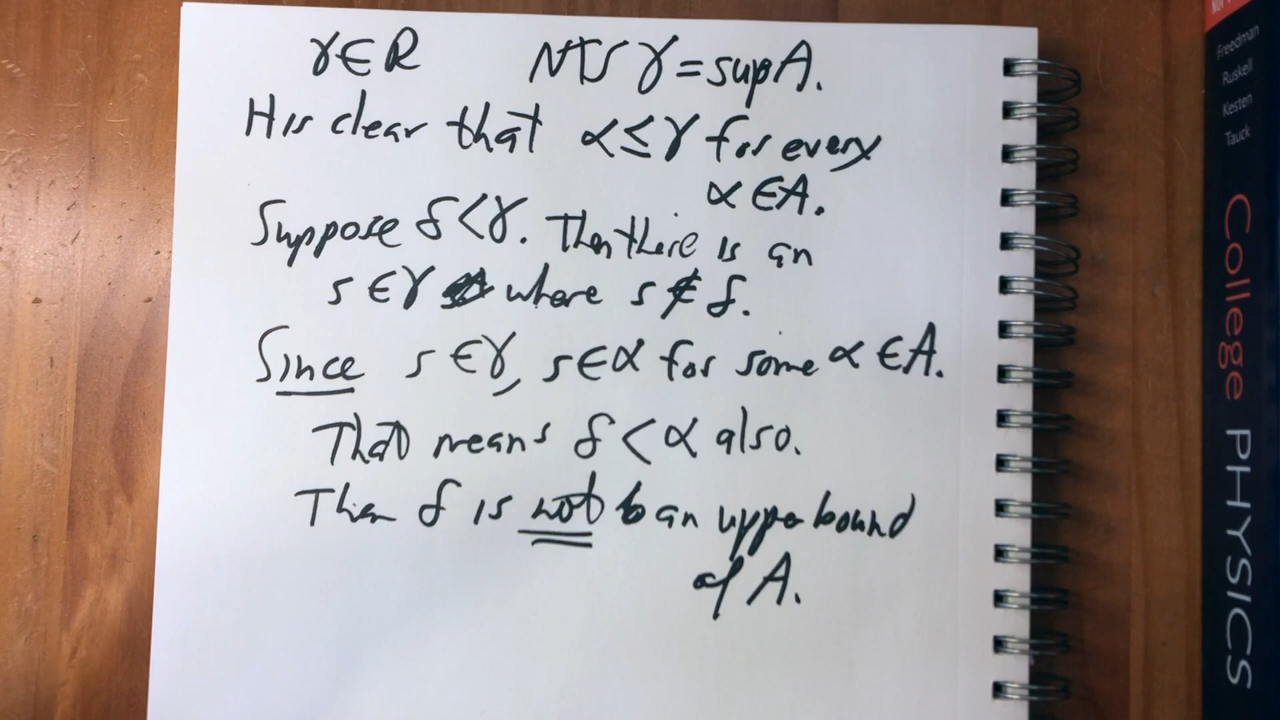 γ∈R NTS γ=supA.
It is clear that α≤γ for every
α∈A.
Suppose δ<γ. Then there is an
s∈γ where s∉δ.
Since s∈γ, s∈α for some α∈A.
That means δ<α also.
Then δ is not an upper bound
of A.
Freedman
Ruskell
Kesten
Tauck
College PHYSICS